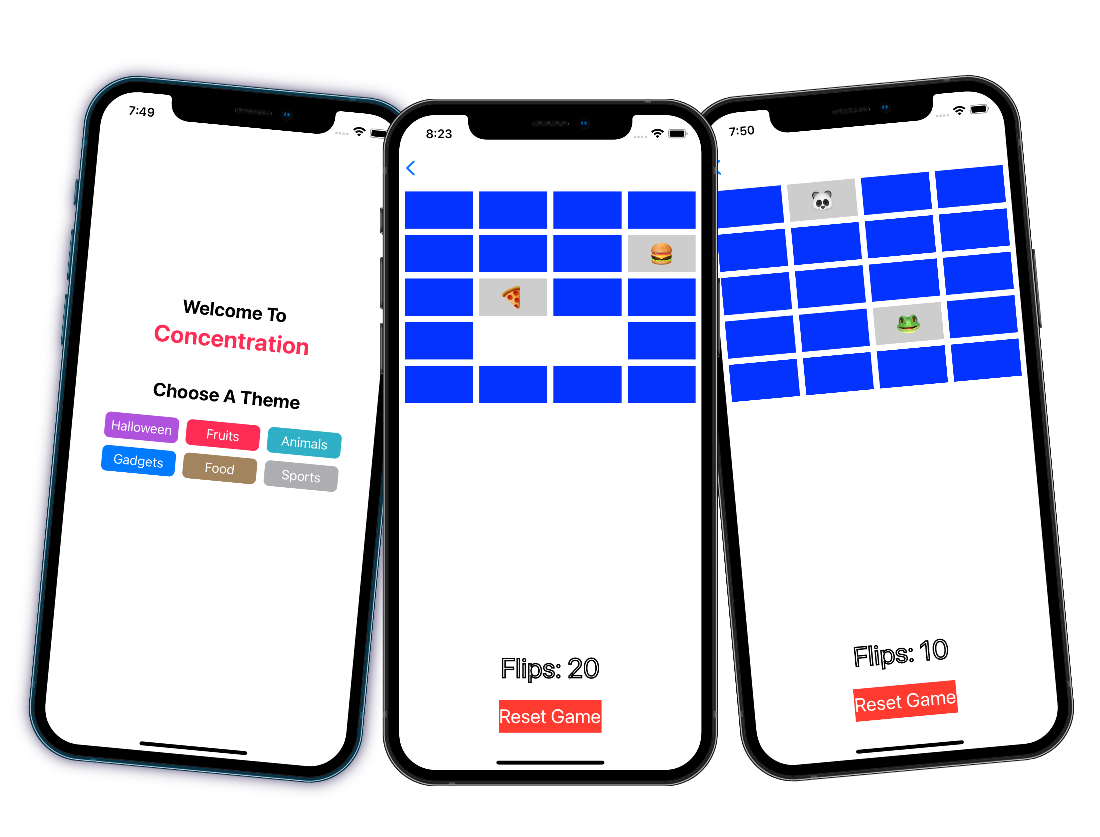 7:49
Welcome To
Concentration
Choose A Theme
Halloween Fruits Animals
Gadgets Food Sports
8:23
Flips: 20
Reset Game
7:50
Flips: 10
Reset Game